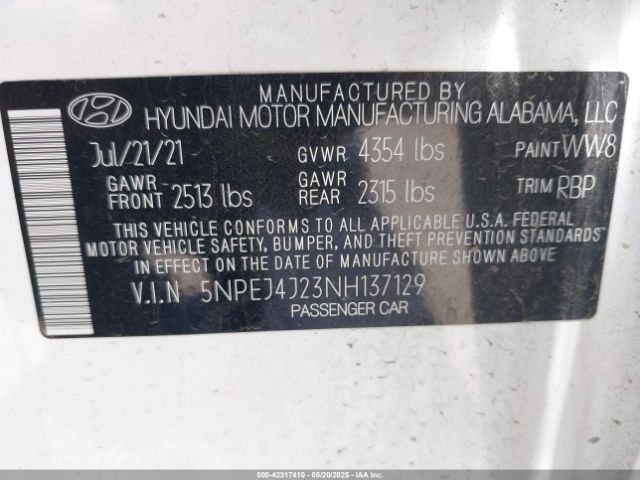 MANUFACTURED BY
HYUNDAI MOTOR MANUFACTURING ALABAMA, LLC
Jul/21/21 GVWR 4354 lbs PAINT WW8
GAWR FRONT 2513 lbs GAWR REAR 2315 lbs TRIM RBP
THIS VEHICLE CONFORMS TO ALL APPLICABLE U.S.A. FEDERAL
MOTOR VEHICLE SAFETY, BUMPER, AND THEFT PREVENTION STANDARDS
IN EFFECT ON THE DATE OF MANUFACTURE SHOWN ABOVE
V.I.N 5NPEJ4J23NH137129
PASSENGER CAR
000-42317410 - 05/20/2025 - IAA Inc.